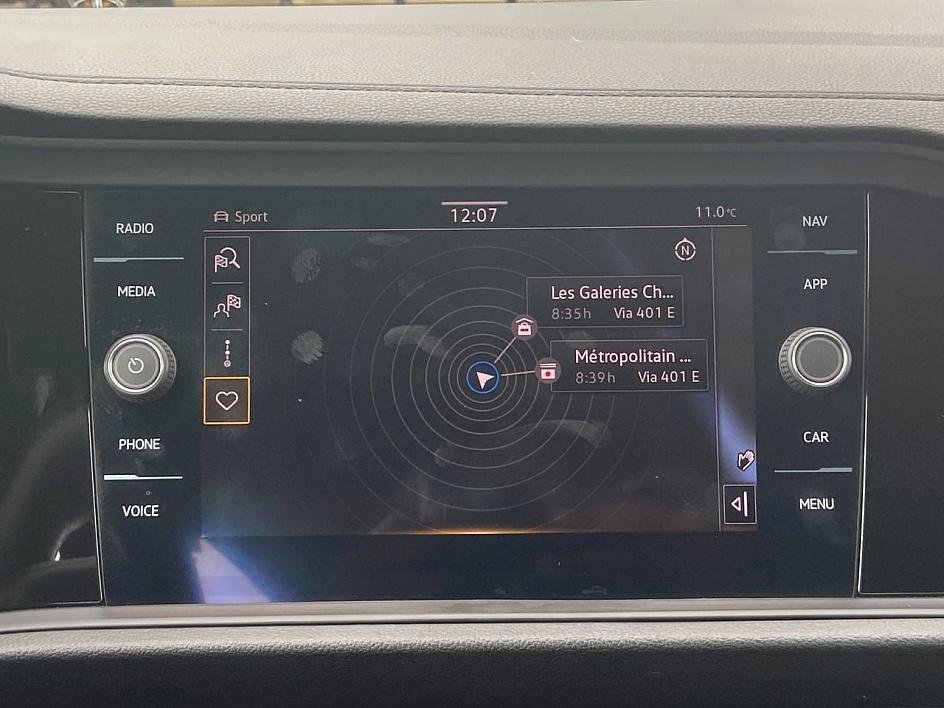 RADIO
MEDIA
PHONE
VOICE
Sport
12:07
11.0°C
N
Les Galeries Ch...
8:35h Via 401 E
Métropolitain ...
8:39h Via 401 E
NAV
APP
CAR
MENU